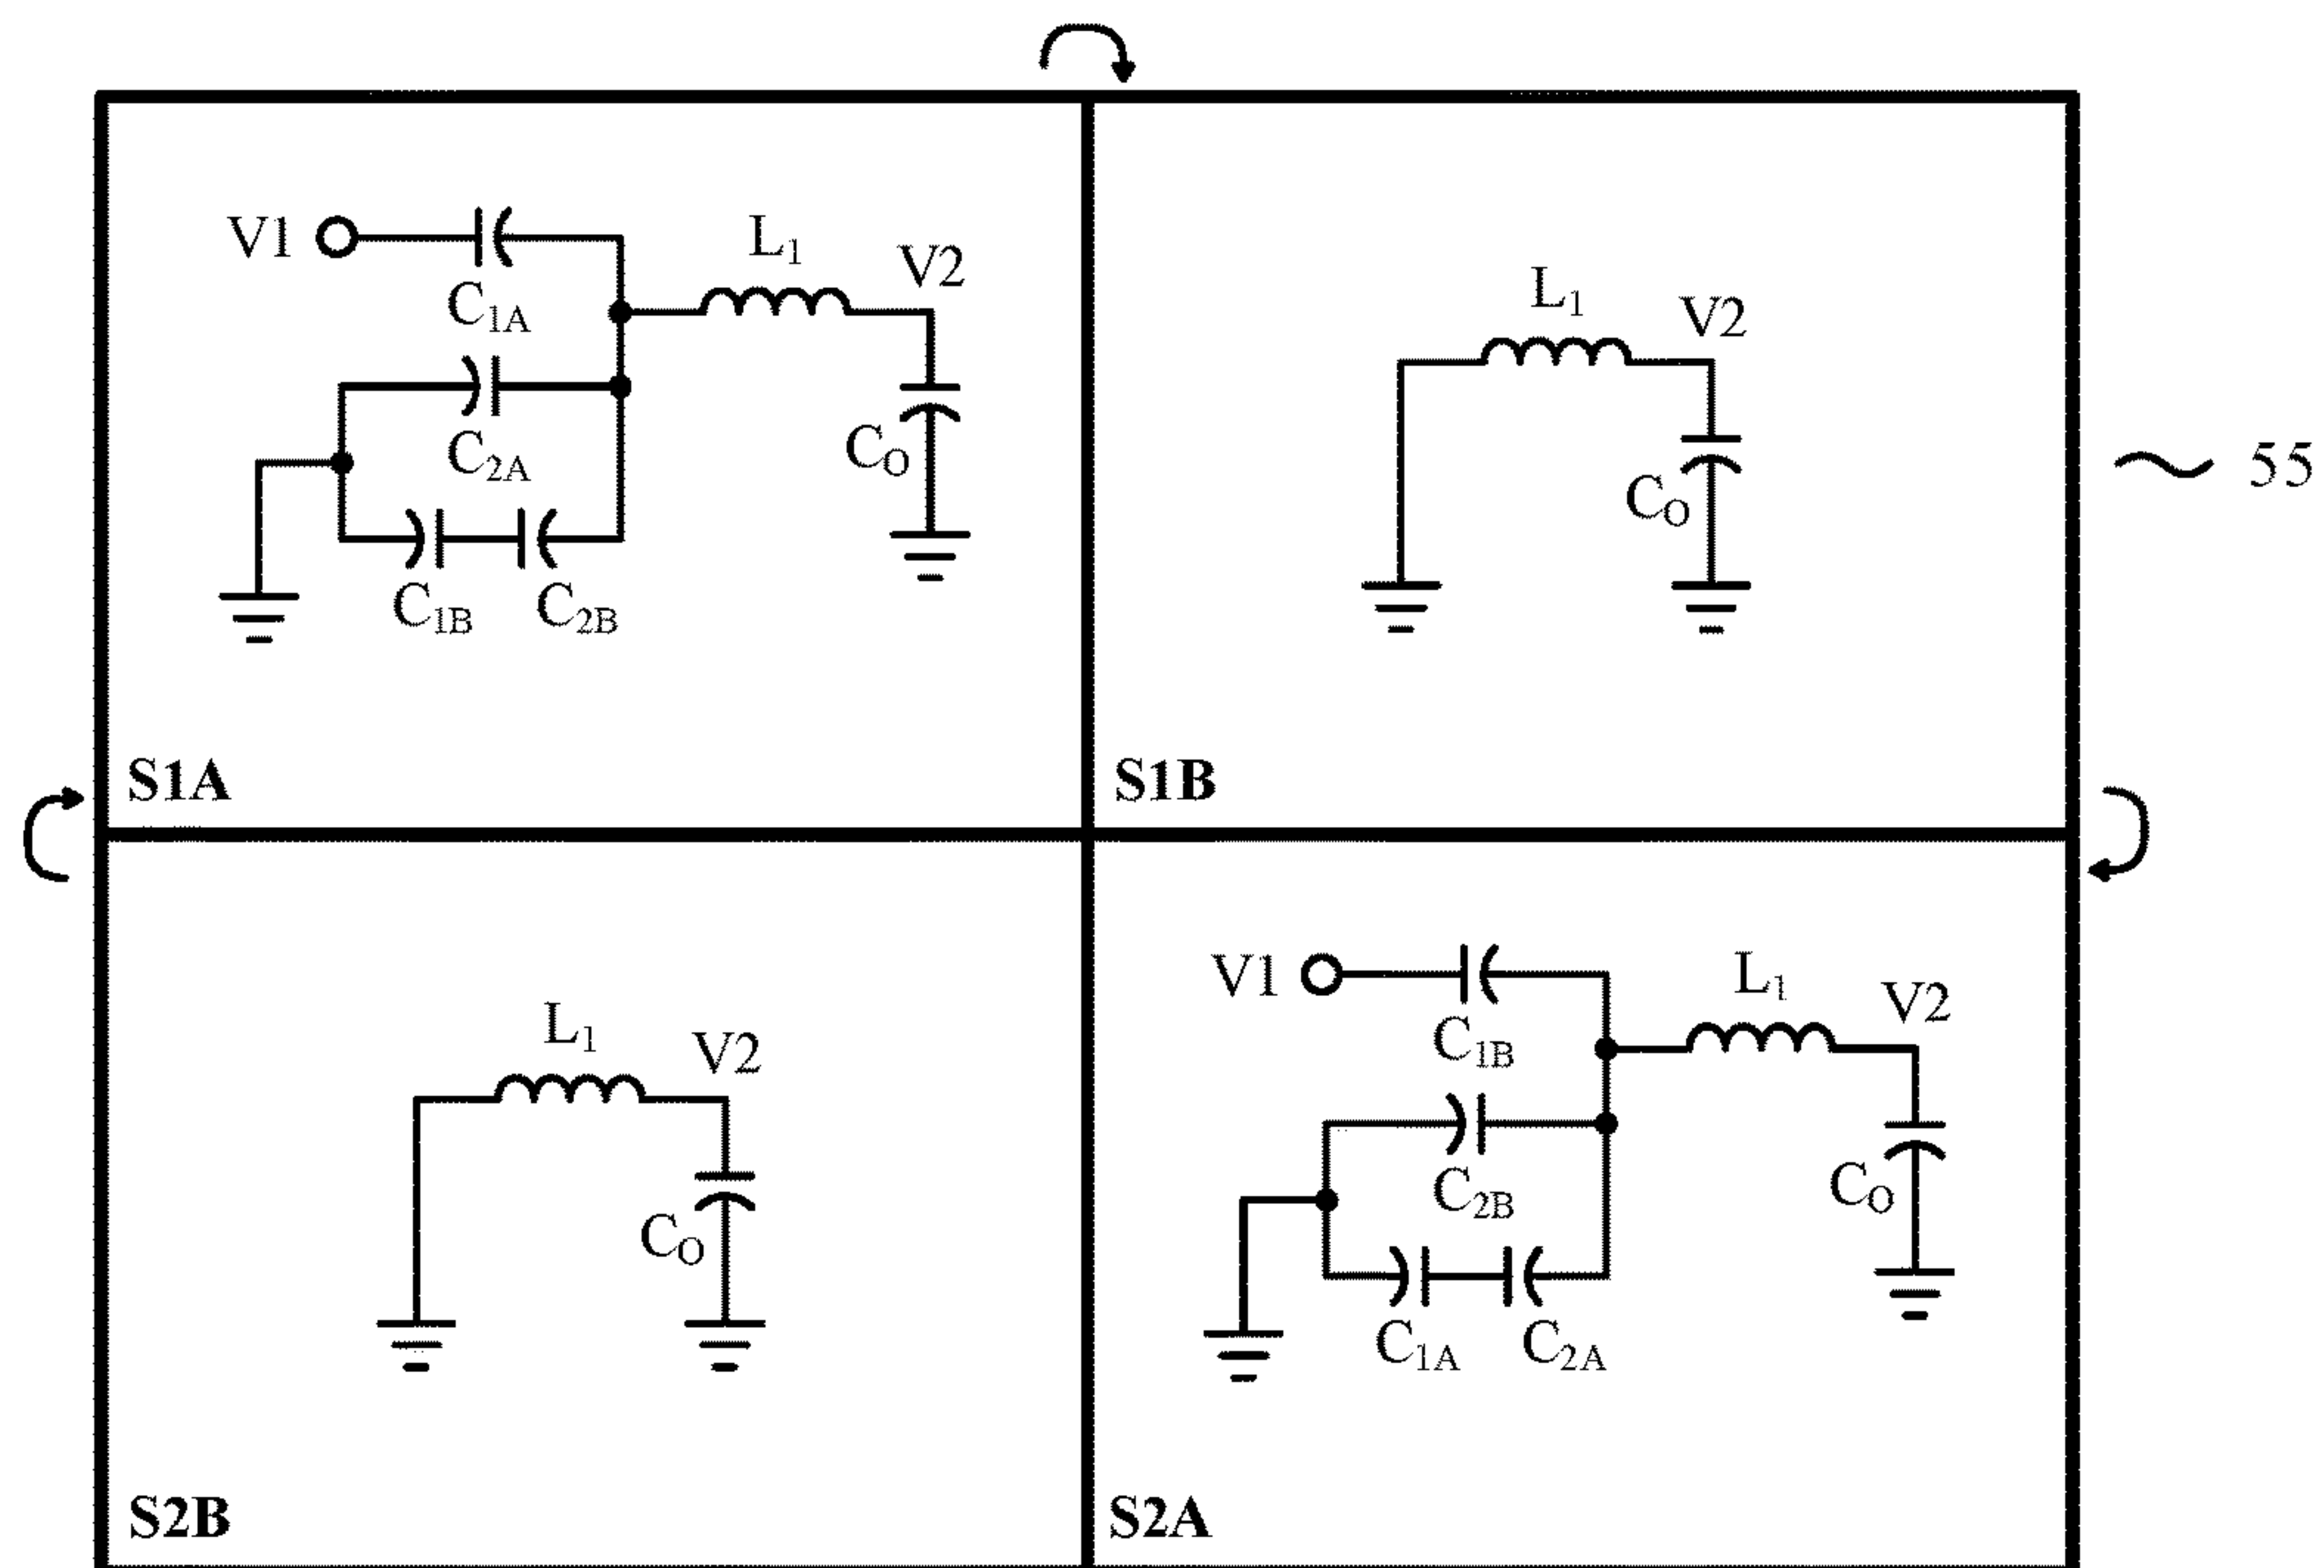 V1
C1A
L1
V2
C2A
CO
C1B C2B
S1A
L1
V2
CO
S1B
55
L1
V2
CO
S2B
V1
C1B
L1
V2
C2B
CO
C1A C2A
S2A